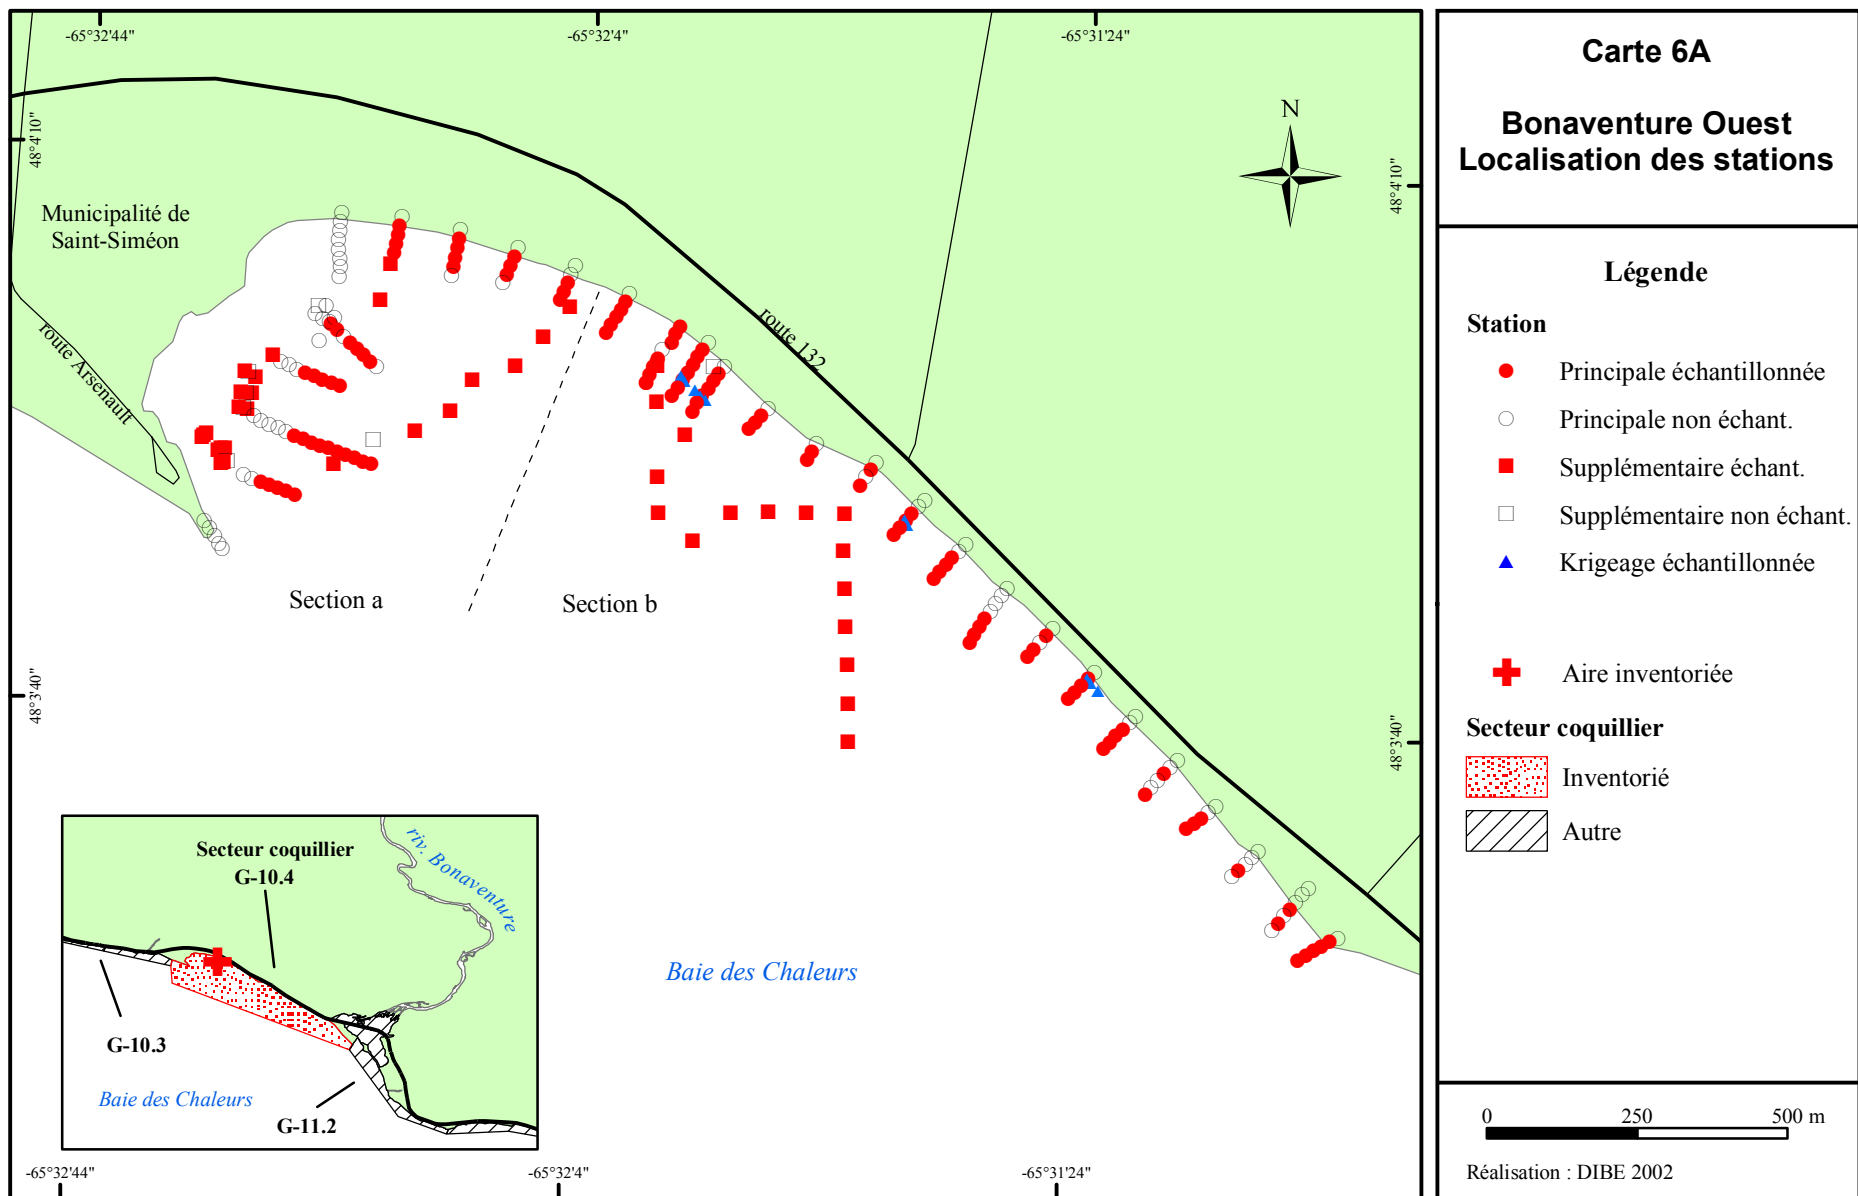 -65°32'44"
-65°32'4"
-65°31'24"
48°4'10"
48°4'10"
N
Municipalité de
Saint-Siméon
route Arsenault
route 132
Section a
Section b
48°3'40"
48°3'40"
Baie des Chaleurs
Secteur coquillier
G-10.4
riv. Bonaventure
G-10.3
Baie des Chaleurs
G-11.2
-65°32'44"
-65°32'4"
-65°31'24"
Carte 6A
Bonaventure Ouest
Localisation des stations
Légende
Station
Principale échantillonnée
Principale non échant.
Supplémentaire échant.
Supplémentaire non échant.
Krigeage échantillonnée
Aire inventoriée
Secteur coquillier
Inventorié
Autre
0 250 500 m
Réalisation : DIBE 2002